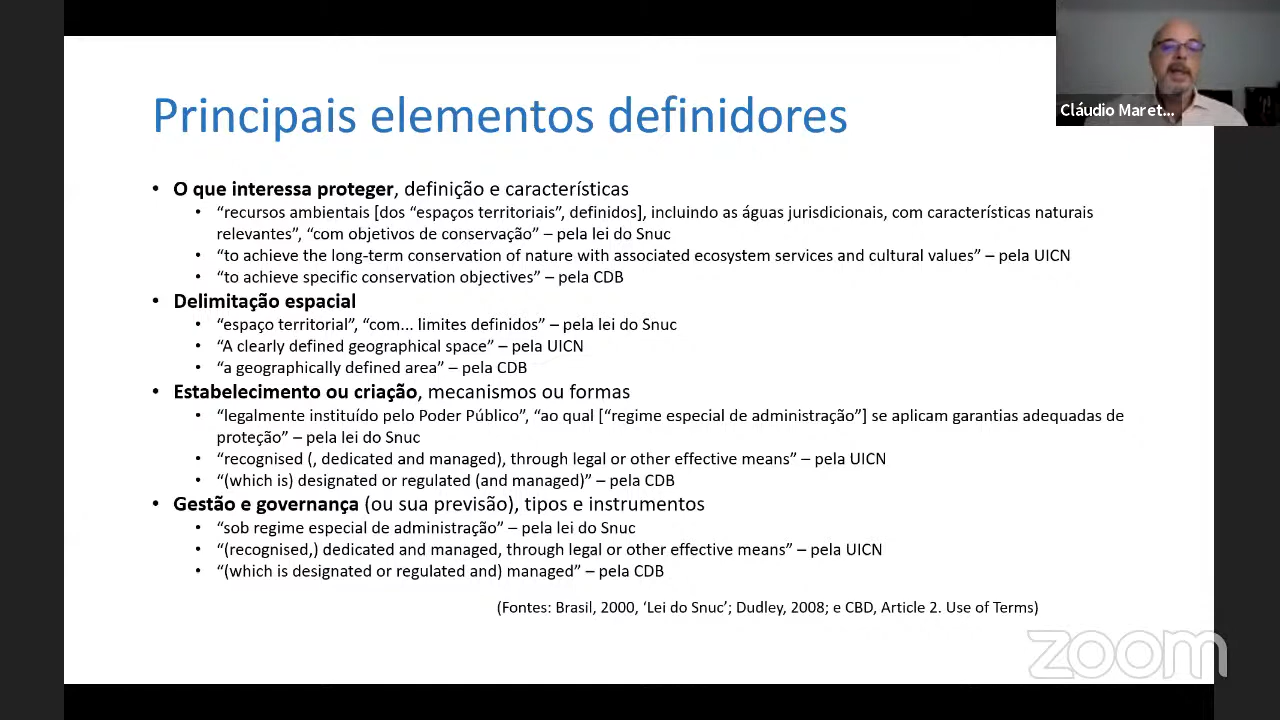 Cláudio Maret...
Principais elementos definidores
• O que interessa proteger, definição e características
• “recursos ambientais [dos “espaços territoriais”, definidos], incluindo as águas jurisdicionais, com características naturais
relevantes”, “com objetivos de conservação” – pela lei do Snuc
• “to achieve the long-term conservation of nature with associated ecosystem services and cultural values” – pela UICN
• “to achieve specific conservation objectives” – pela CDB
• Delimitação espacial
• “espaço territorial”, “com... limites definidos” – pela lei do Snuc
• “A clearly defined geographical space” – pela UICN
• “a geographically defined area” – pela CDB
• Estabelecimento ou criação, mecanismos ou formas
• “legalmente instituído pelo Poder Público”, “ao qual [“regime especial de administração”] se aplicam garantias adequadas de
proteção” – pela lei do Snuc
• “recognised (, dedicated and managed), through legal or other effective means” – pela UICN
• “(which is) designated or regulated (and managed)” – pela CDB
• Gestão e governança (ou sua previsão), tipos e instrumentos
• “sob regime especial de administração” – pela lei do Snuc
• “(recognised,) dedicated and managed, through legal or other effective means” – pela UICN
• “(which is designated or regulated and) managed” – pela CDB
(Fontes: Brasil, 2000, ‘Lei do Snuc’; Dudley, 2008; e CBD, Article 2. Use of Terms)
zoom